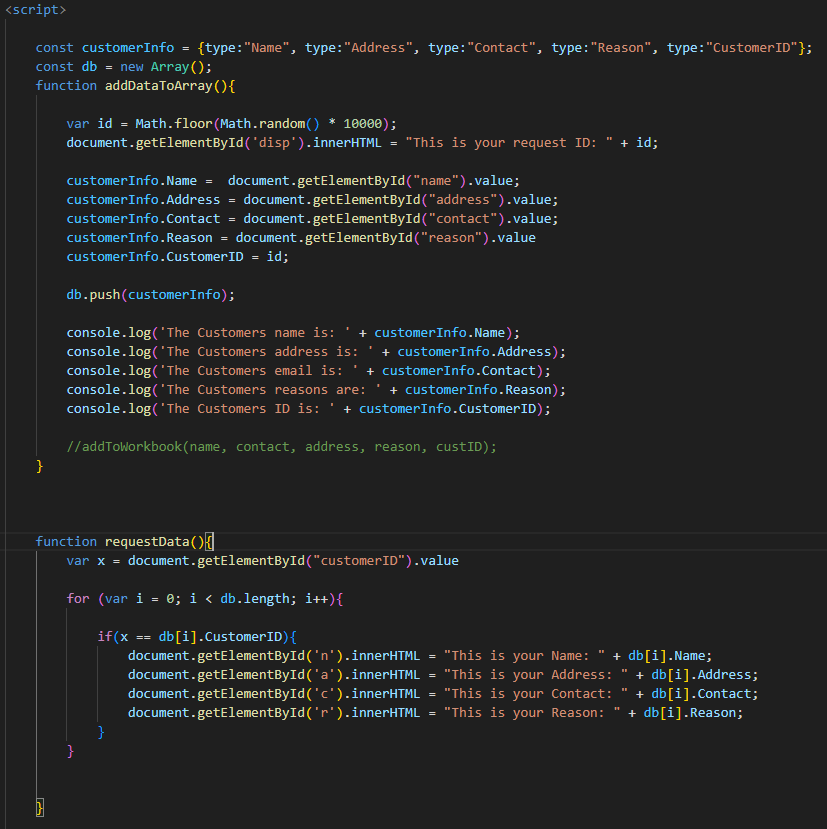 <script>
const customerInfo = {type:"Name", type:"Address", type:"Contact", type:"Reason", type:"CustomerID"};
const db = new Array();
function addDataToArray(){
var id = Math.floor(Math.random() * 10000);
document.getElementById('disp').innerHTML = "This is your request ID: " + id;
customerInfo.Name =  document.getElementById("name").value;
customerInfo.Address = document.getElementById("address").value;
customerInfo.Contact = document.getElementById("contact").value;
customerInfo.Reason = document.getElementById("reason").value
customerInfo.CustomerID = id;
db.push(customerInfo);
console.log('The Customers name is: ' + customerInfo.Name);
console.log('The Customers address is: ' + customerInfo.Address);
console.log('The Customers email is: ' + customerInfo.Contact);
console.log('The Customers reasons are: ' + customerInfo.Reason);
console.log('The Customers ID is: ' + customerInfo.CustomerID);
//addToWorkbook(name, contact, address, reason, custID);
}
function requestData(){
var x = document.getElementById("customerID").value
for (var i = 0; i < db.length; i++){
if(x == db[i].CustomerID){
document.getElementById('n').innerHTML = "This is your Name: " + db[i].Name;
document.getElementById('a').innerHTML = "This is your Address: " + db[i].Address;
document.getElementById('c').innerHTML = "This is your Contact: " + db[i].Contact;
document.getElementById('r').innerHTML = "This is your Reason: " + db[i].Reason;
}
}
}